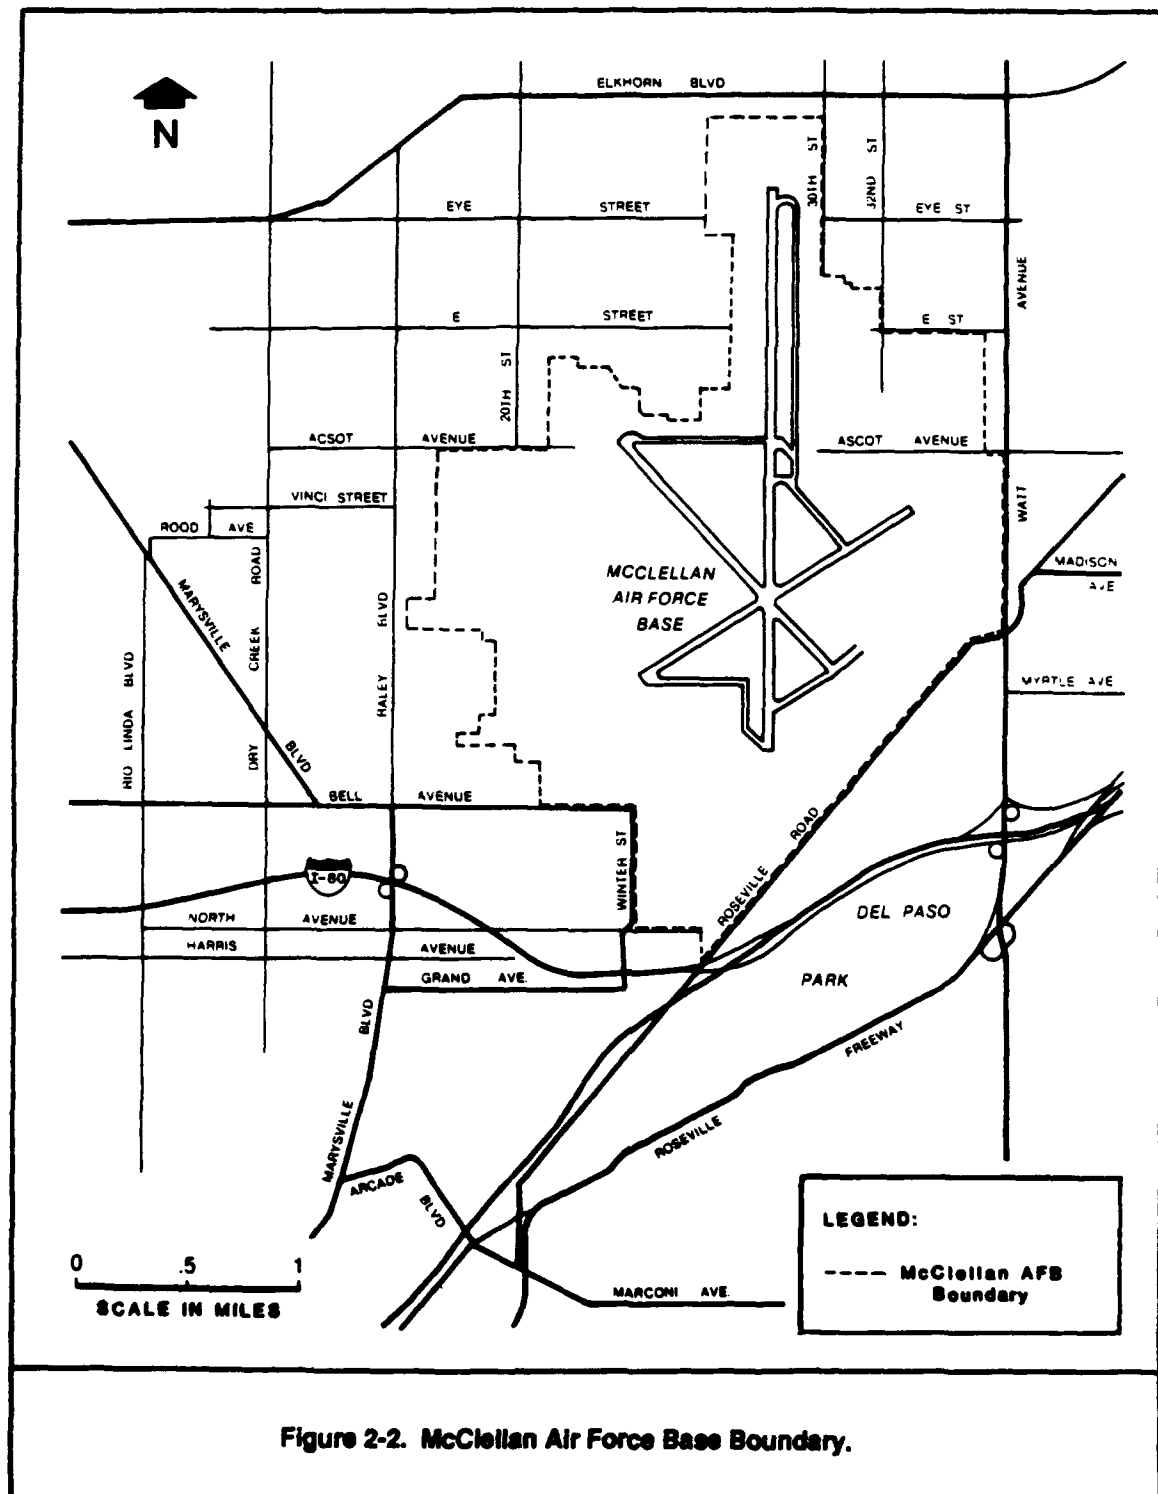 ELKHORN BLVD
N
30TH ST
32ND ST
EYE STREET
EYE ST
AVENUE
E STREET
E ST
20TH ST
ACSOT AVENUE
ASCOT AVENUE
VINCI STREET
WATT
ROOD AVE
MADISON
AVE
MCCLELLAN
AIR FORCE
BASE
MARYSVILLE
BLVD
DRY CREEK ROAD
HALEY BLVD
RIO LINDA BLVD
MYRTLE AVE
BELL AVENUE
WINTER ST
ROSEVILLE ROAD
I-80
DEL PASO
PARK
NORTH AVENUE
HARRIS AVENUE
GRAND AVE.
MARYSVILLE BLVD
ROSEVILLE FREEWAY
ARCADE BLVD
MARCONI AVE.
0 .5 1
SCALE IN MILES
LEGEND:
McClellan AFB
Boundary
Figure 2-2. McClellan Air Force Base Boundary.